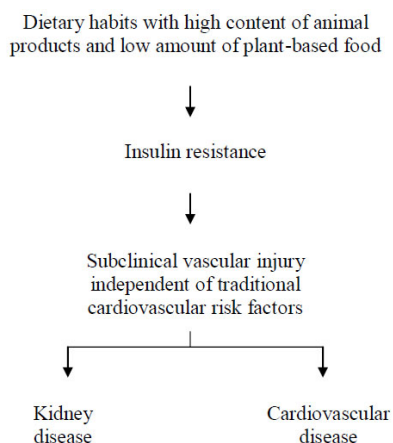 Dietary habits with high content of animal
products and low amount of plant-based food
Insulin resistance
Subclinical vascular injury
independent of traditional
cardiovascular risk factors
Kidney
disease
Cardiovascular
disease